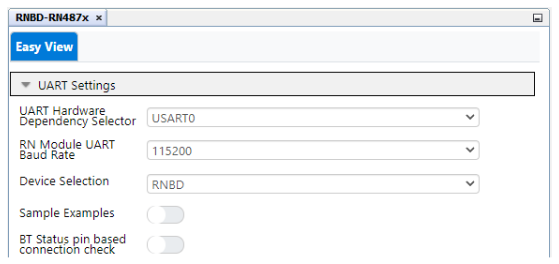 RNBD-RN487x ×
Easy View
UART Settings
UART Hardware
Dependency Selector
USART0
RN Module UART
Baud Rate
115200
Device Selection
RNBD
Sample Examples
BT Status pin based
connection check